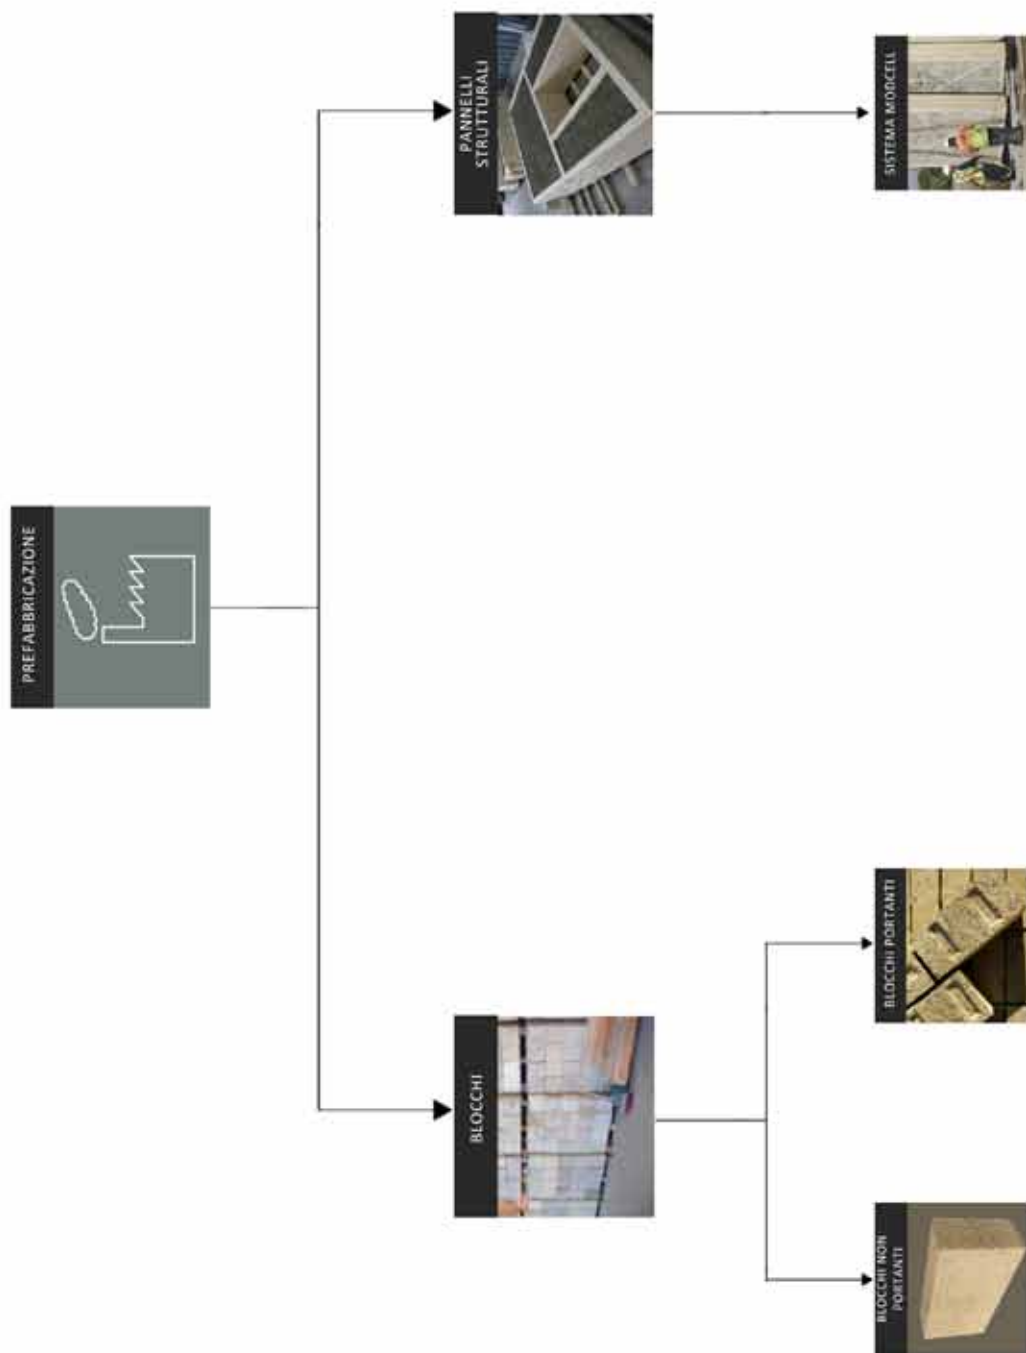 PREFABBRICAZIONE
BLOCCHI
PANNELLI
STRUTTURALI
BLOCCHI NON
PORTANTI
BLOCCHI PORTANTI
SISTEMA MODCELL